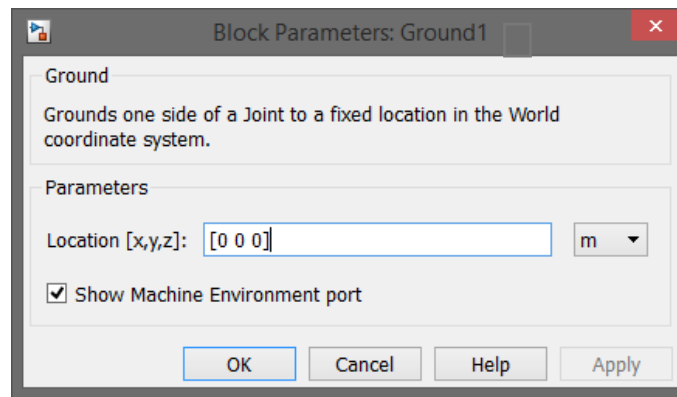 Block Parameters: Ground1
Ground
Grounds one side of a Joint to a fixed location in the World
coordinate system.
Parameters
Location [x,y,z]: [0 0 0] m
Show Machine Environment port
OK Cancel Help Apply